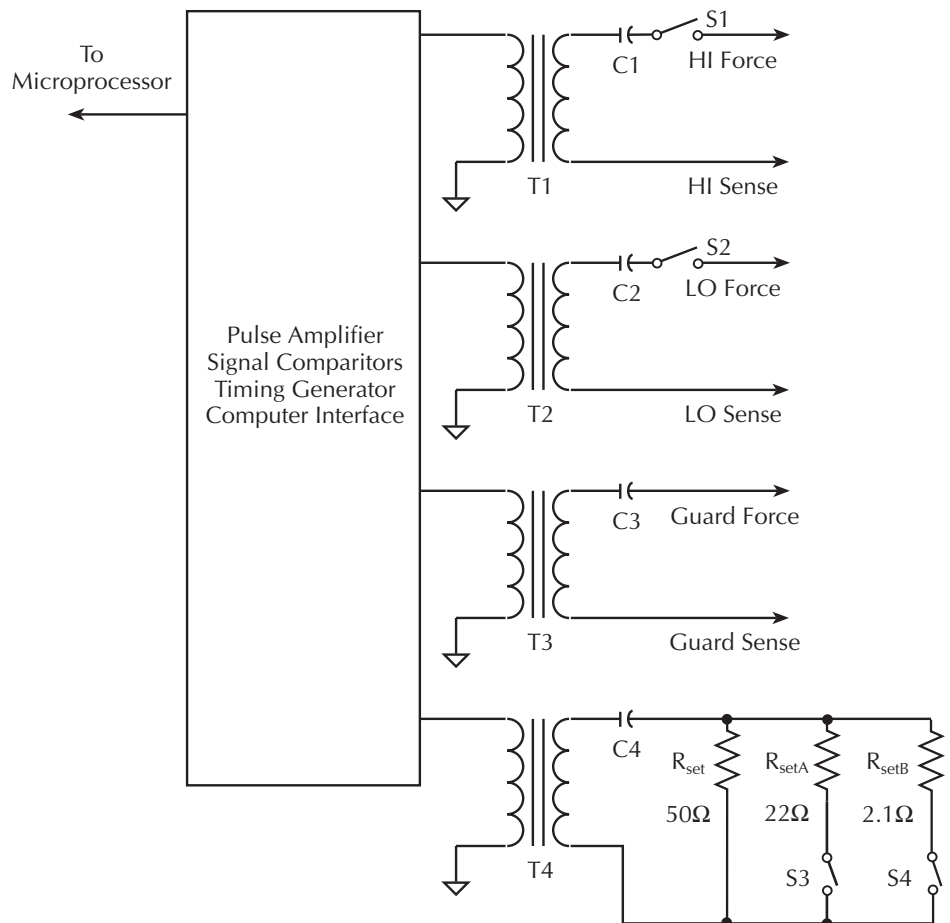 To
Microprocessor
Pulse Amplifier
Signal Comparitors
Timing Generator
Computer Interface
S1
C1
HI Force
T1
HI Sense
S2
C2
LO Force
T2
LO Sense
C3
Guard Force
T3
Guard Sense
C4
Rset
RsetA
RsetB
50Ω
22Ω
2.1Ω
T4
S3
S4